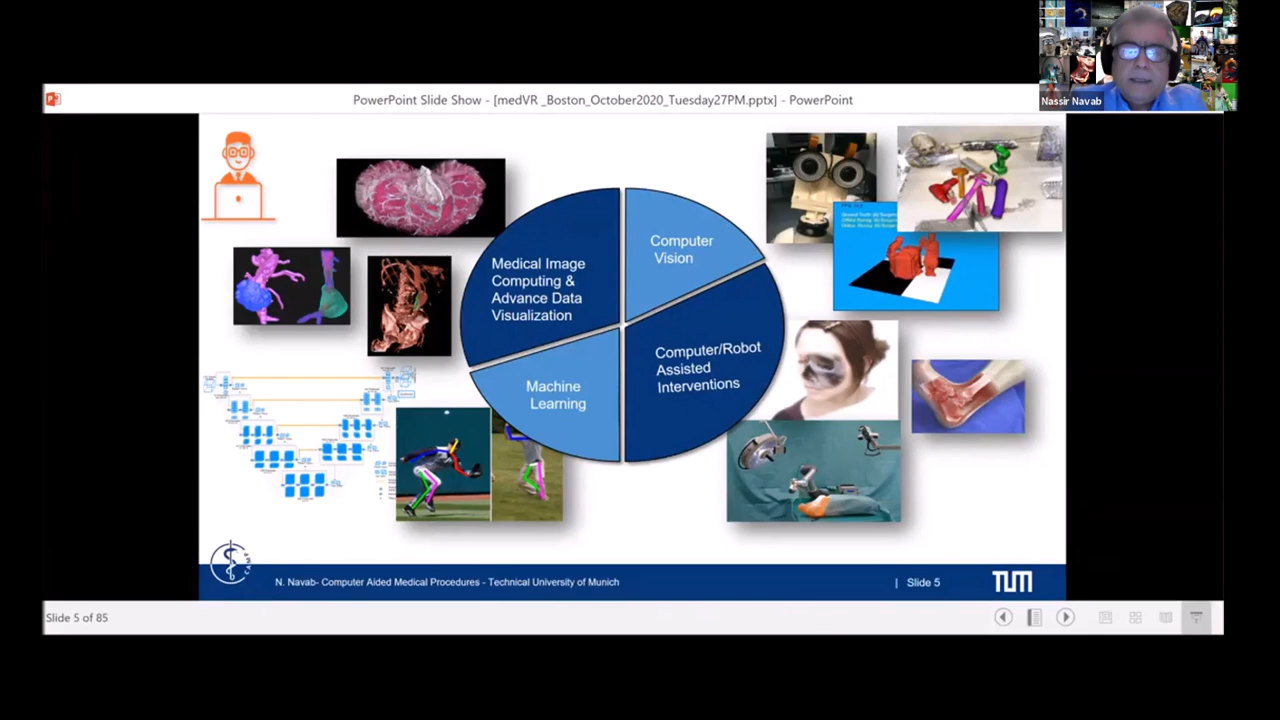 PowerPoint Slide Show - [medVR _Boston_October2020_Tuesday27PM.pptx] - PowerPoint
Nassir Navab
Medical Image
Computing &
Advance Data
Visualization
Computer
Vision
Computer/Robot
Assisted
Interventions
Machine
Learning
CAMP
N. Navab- Computer Aided Medical Procedures - Technical University of Munich
| Slide 5
TUM
Slide 5 of 85